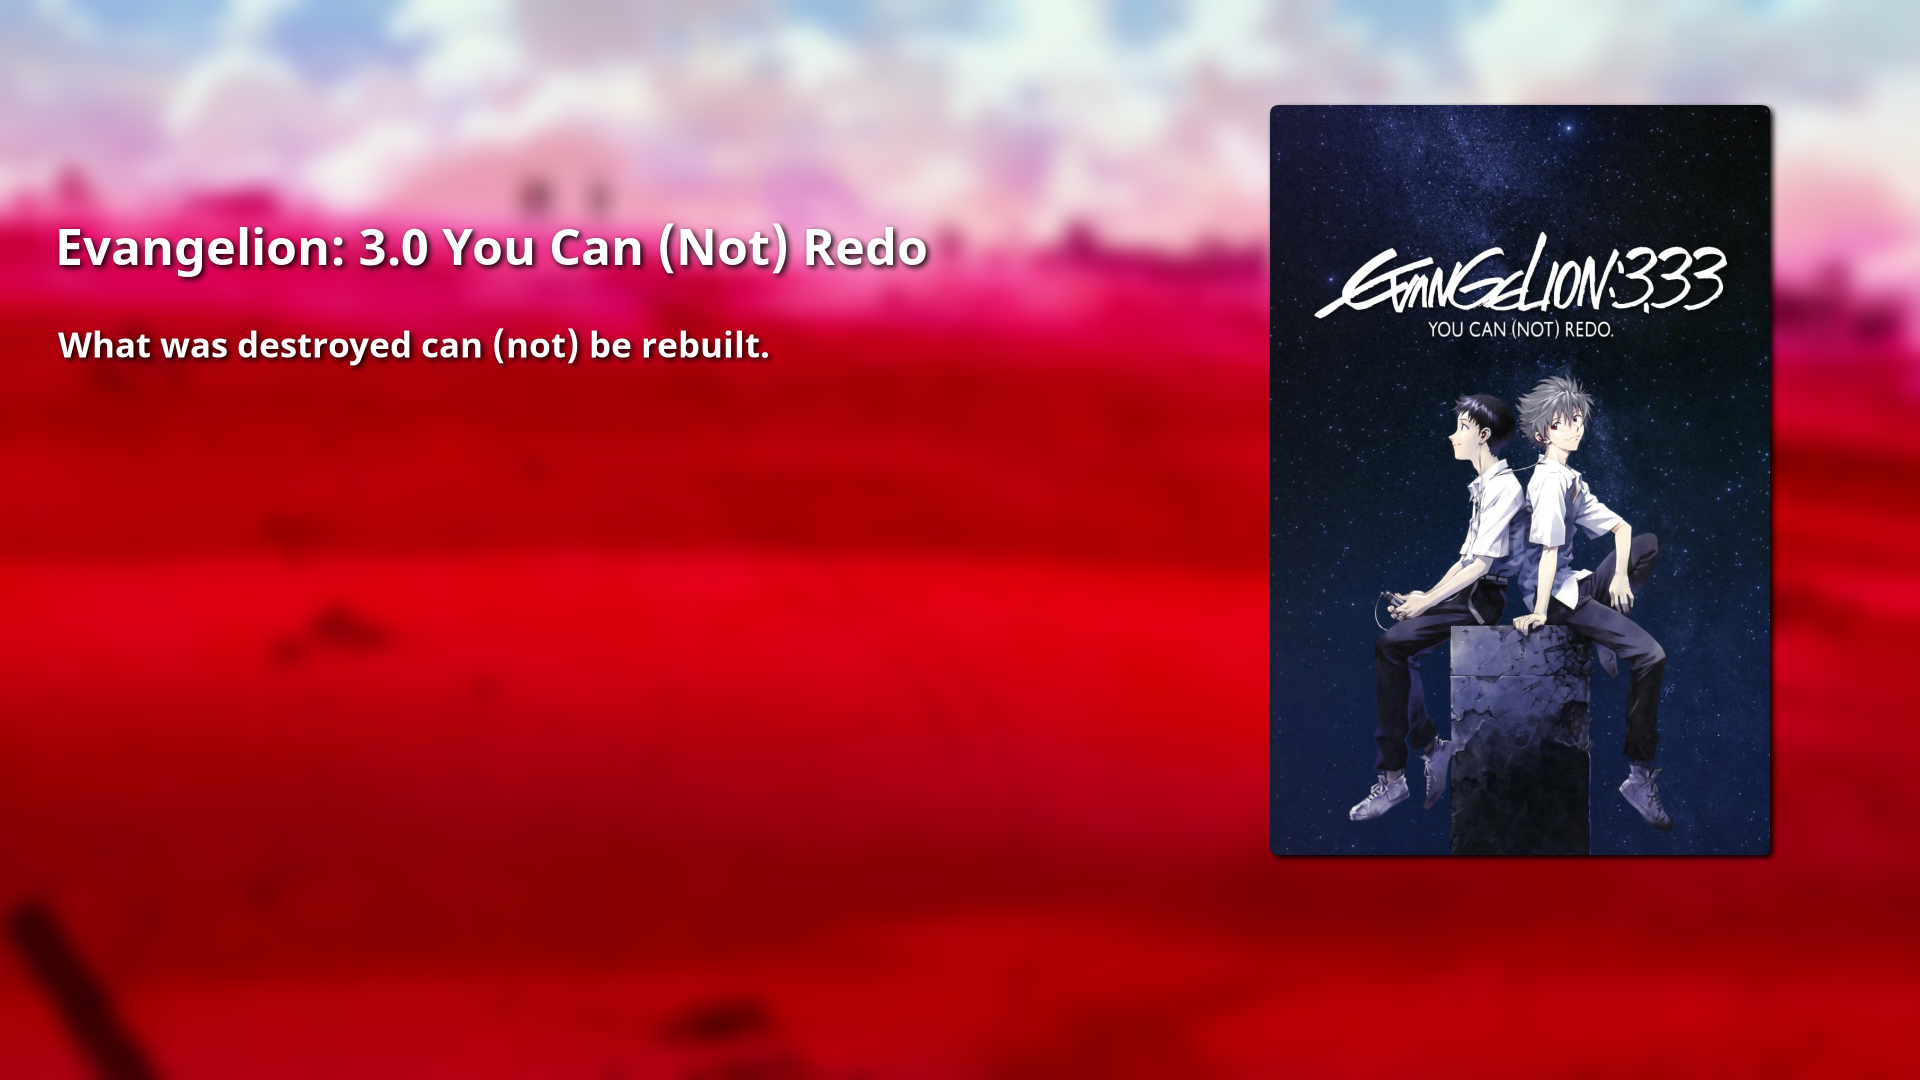 Evangelion: 3.0 You Can (Not) Redo
What was destroyed can (not) be rebuilt.
EVANGELION:3.33
YOU CAN (NOT) REDO.